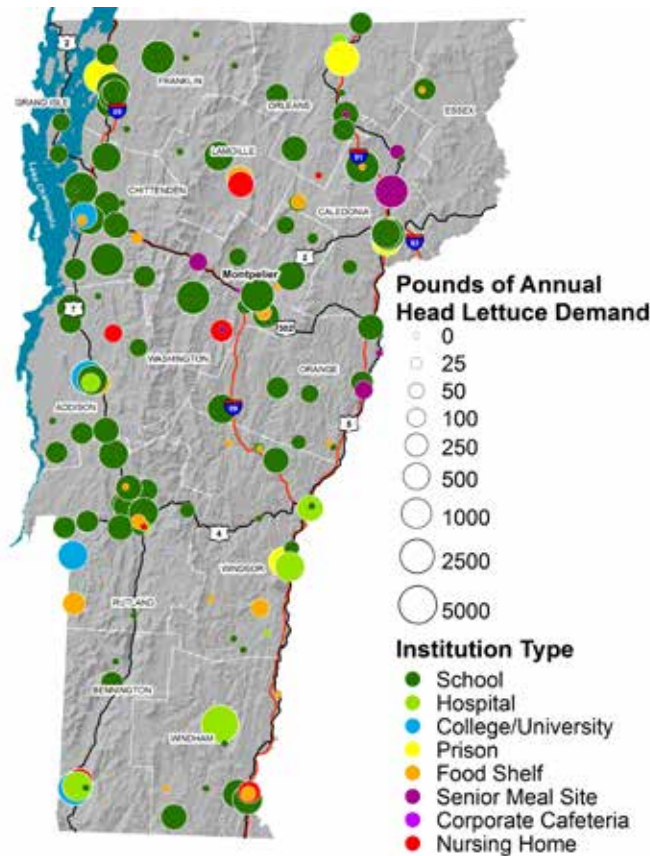 2
FRANKLIN
GRAND ISLE
ORLEANS
ESSEX
89
91
LAMOILLE
Lake Champlain
CHITTENDEN
CALEDONIA
93
2
Montpelier
7
302
WASHINGTON
ORANGE
ADDISON
89
5
4
WINDSOR
RUTLAND
BENNINGTON
WINDHAM
Pounds of Annual
Head Lettuce Demand
0
25
50
100
250
500
1000
2500
5000
Institution Type
School
Hospital
College/University
Prison
Food Shelf
Senior Meal Site
Corporate Cafeteria
Nursing Home